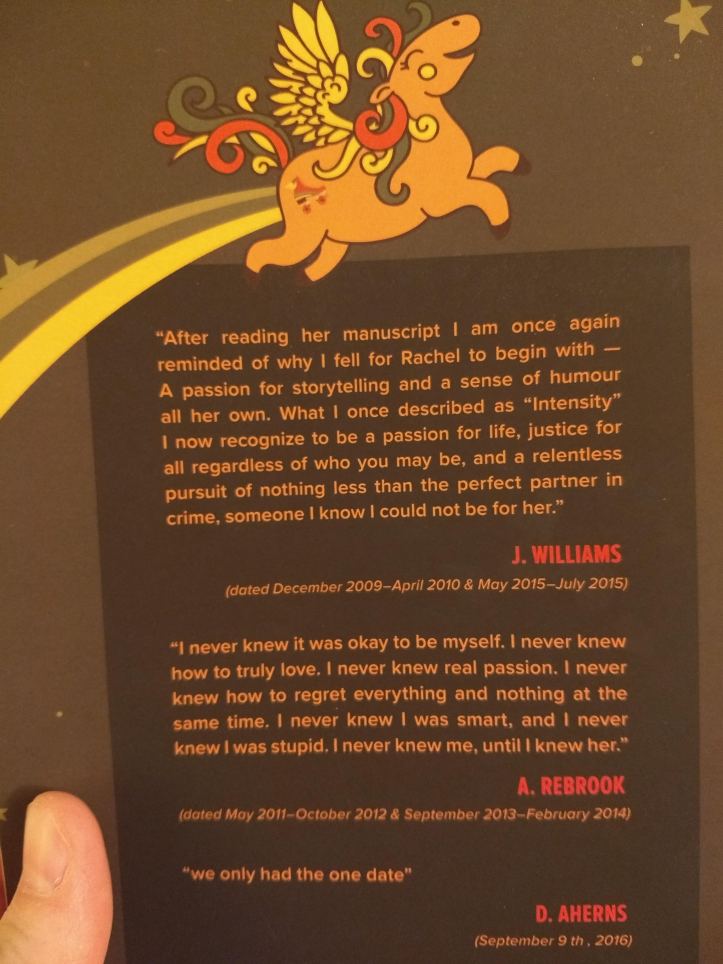 “After reading her manuscript I am once again
reminded of why I fell for Rachel to begin with —
A passion for storytelling and a sense of humour
all her own. What I once described as “Intensity”
I now recognize to be a passion for life, justice for
all regardless of who you may be, and a relentless
pursuit of nothing less than the perfect partner in
crime, someone I know I could not be for her.”
J. WILLIAMS
(dated December 2009–April 2010 & May 2015–July 2015)
“I never knew it was okay to be myself. I never knew
how to truly love. I never knew real passion. I never
knew how to regret everything and nothing at the
same time. I never knew I was smart, and I never
knew I was stupid. I never knew me, until I knew her.”
A. REBROOK
(dated May 2011–October 2012 & September 2013–February 2014)
“we only had the one date”
D. AHERNS
(September 9 th , 2016)